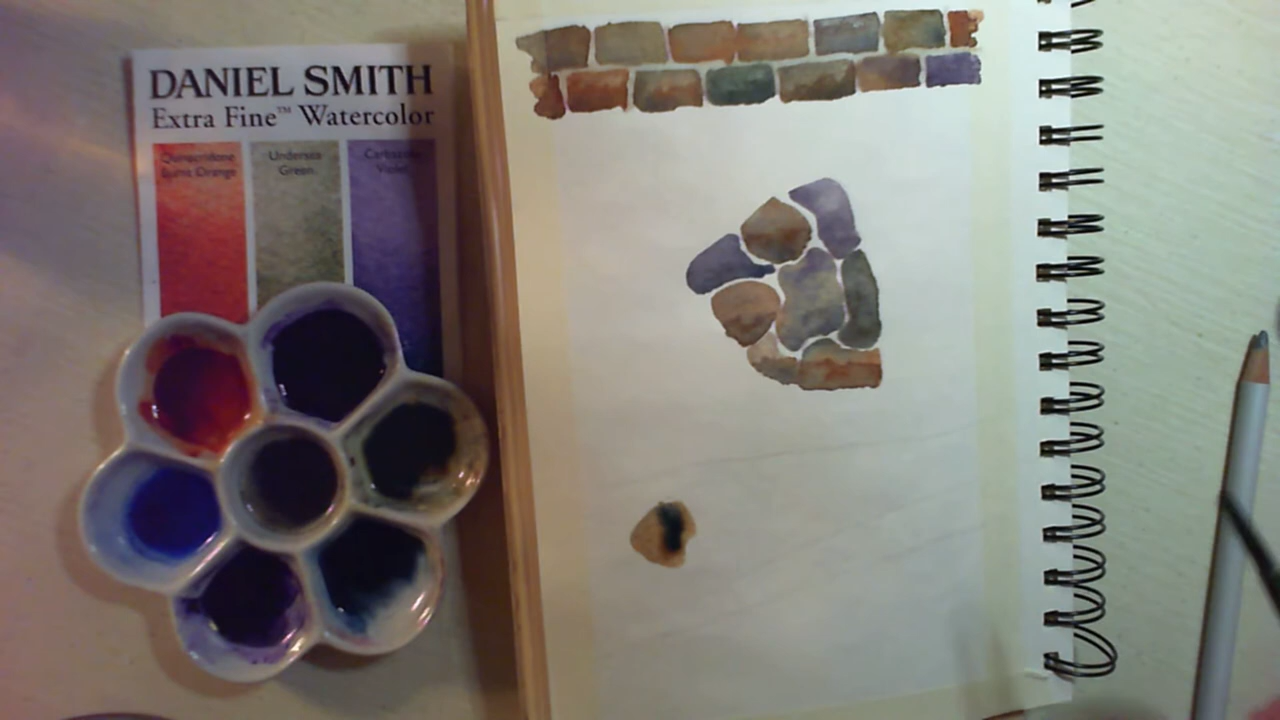 DANIEL SMITH
Extra Fine™ Watercolor
Quinacridone
Burnt Orange
Undersea
Green
Carbazole
Violet